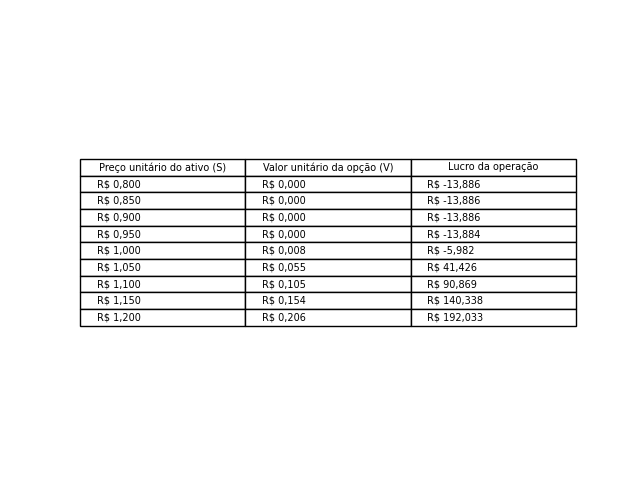 Preço unitário do ativo (S) Valor unitário da opção (V) Lucro da operação
R$ 0,800 R$ 0,000 R$ -13,886
R$ 0,850 R$ 0,000 R$ -13,886
R$ 0,900 R$ 0,000 R$ -13,886
R$ 0,950 R$ 0,000 R$ -13,884
R$ 1,000 R$ 0,008 R$ -5,982
R$ 1,050 R$ 0,055 R$ 41,426
R$ 1,100 R$ 0,105 R$ 90,869
R$ 1,150 R$ 0,154 R$ 140,338
R$ 1,200 R$ 0,206 R$ 192,033